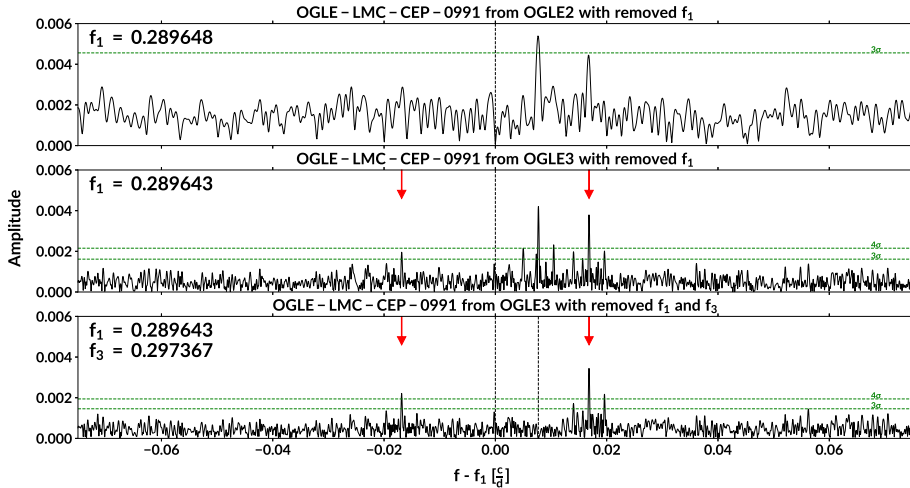 OGLE – LMC – CEP – 0991 from OGLE2 with removed f₁
0.006
f₁ = 0.289648
3σ
0.004
0.002
0.000
OGLE – LMC – CEP – 0991 from OGLE3 with removed f₁
0.006
f₁ = 0.289643
0.004
Amplitude
4σ
0.002
3σ
0.000
OGLE – LMC – CEP – 0991 from OGLE3 with removed f₁ and f₃
0.006
f₁ = 0.289643
f₃ = 0.297367
0.004
4σ
0.002
3σ
0.000
−0.06 −0.04 −0.02 0.00 0.02 0.04 0.06
f - f₁ [c/d]